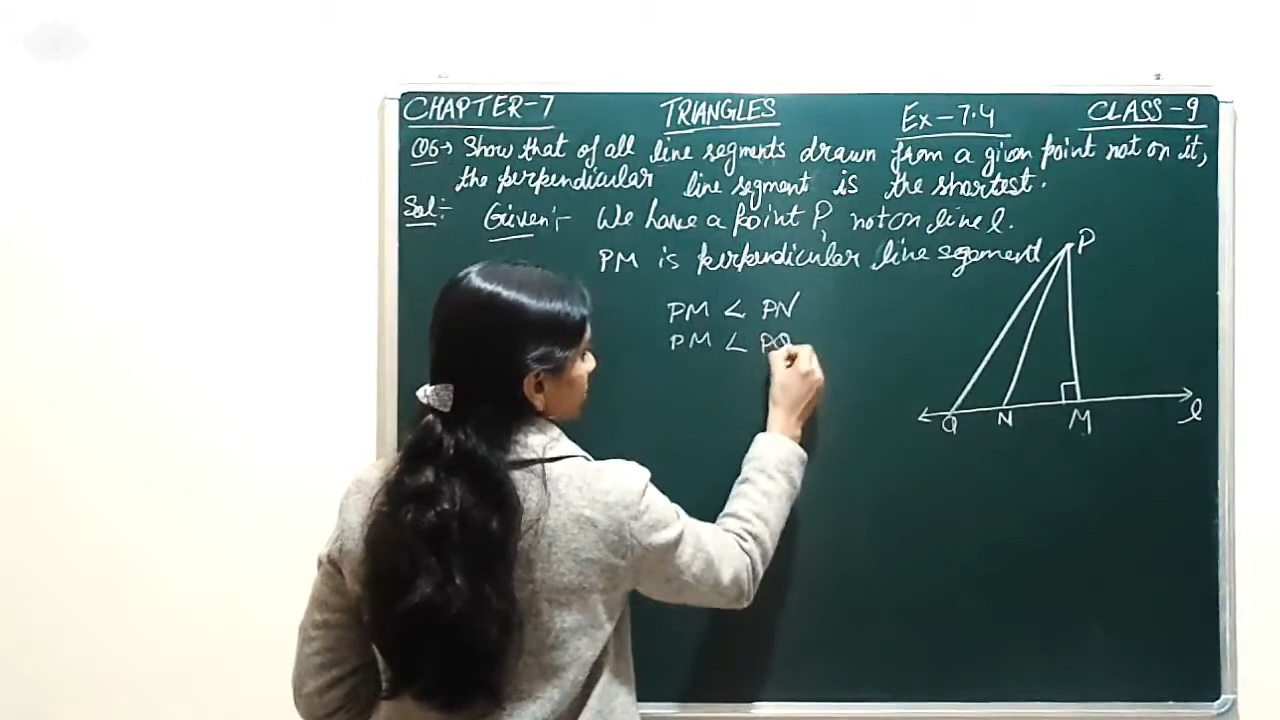 CHAPTER-7 TRIANGLES Ex-7.4 CLASS-9
Q6→ Show that of all line segments drawn from a given point not on it,
the perpendicular line segment is the shortest.
Sol:- Given:- We have a point P, not on line l.
PM is perpendicular line segment
PM < PN
PM < PQ
P
Q N M l